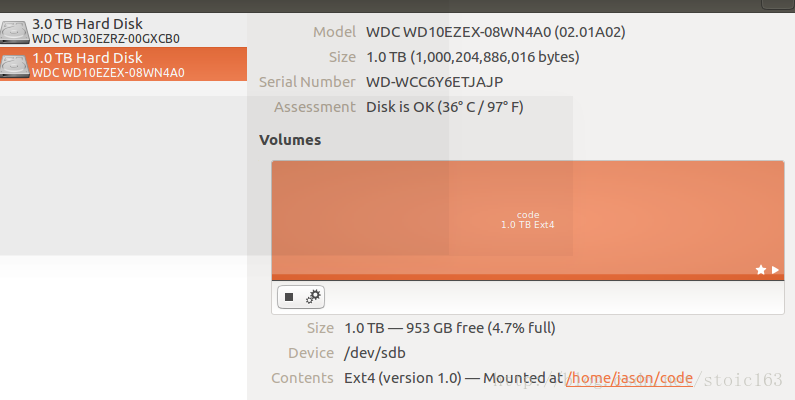 3.0 TB Hard Disk
WDC WD30EZRZ-00GXCB0
1.0 TB Hard Disk
WDC WD10EZEX-08WN4A0
Model WDC WD10EZEX-08WN4A0 (02.01A02)
Size 1.0 TB (1,000,204,886,016 bytes)
Serial Number WD-WCC6Y6ETJAJP
Assessment Disk is OK (36° C / 97° F)
Volumes
code
1.0 TB Ext4
Size 1.0 TB — 953 GB free (4.7% full)
Device /dev/sdb
Contents Ext4 (version 1.0) — Mounted at /home/jason/code
/stoic163